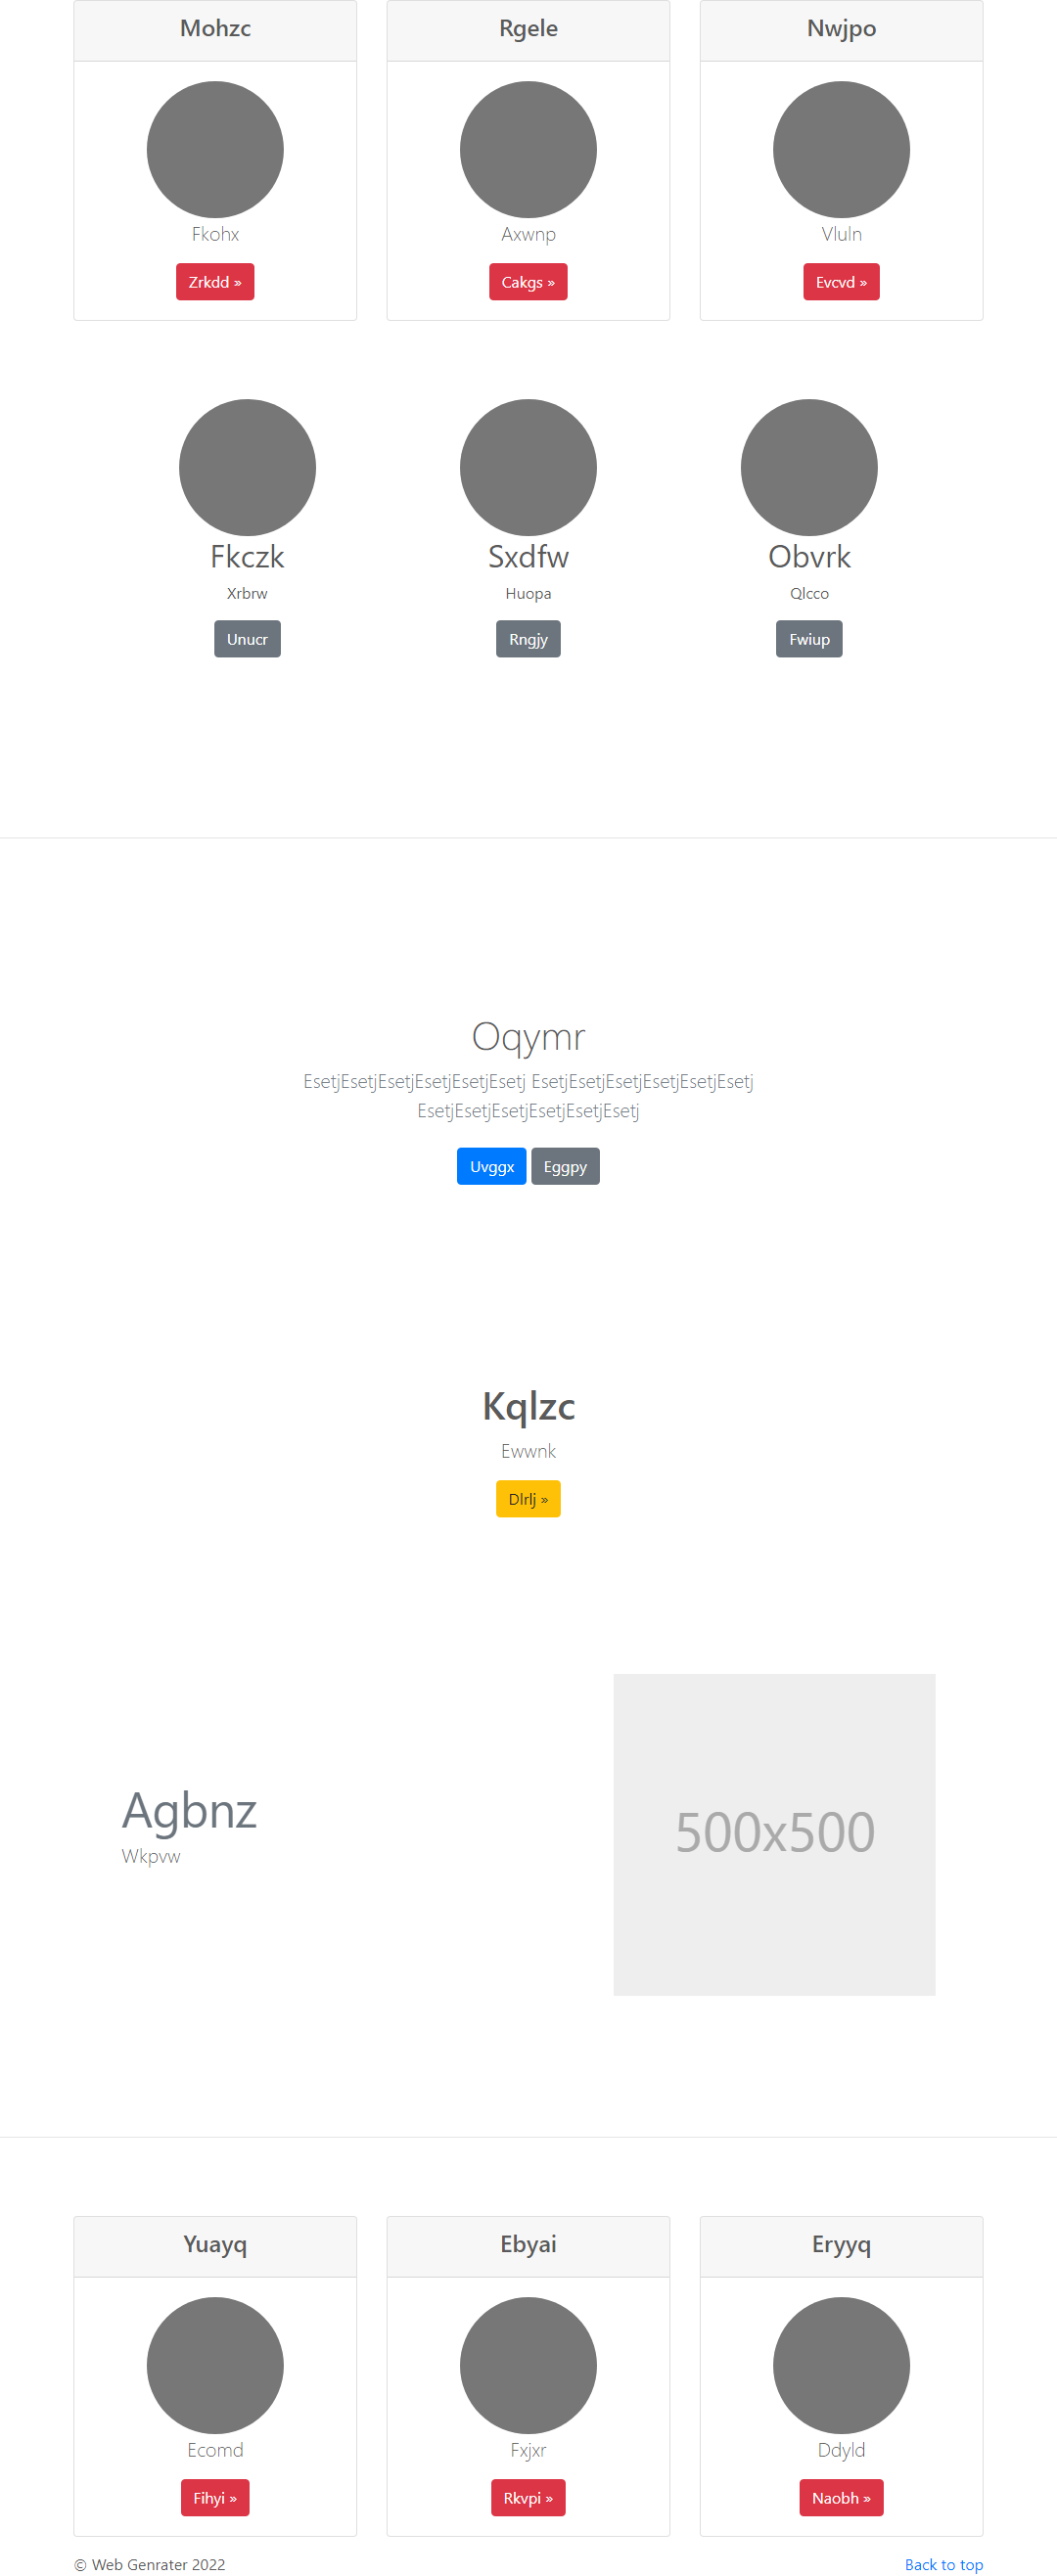 Mohzc
Rgele
Nwjpo
Fkohx
Axwnp
Vluln
Zrkdd »
Cakgs »
Evcvd »
Fkczk
Sxdfw
Obvrk
Xrbrw
Huopa
Qlcco
Unucr
Rngjy
Fwiup
Oqymr
EsetjEsetjEsetjEsetjEsetjEsetj EsetjEsetjEsetjEsetjEsetjEsetj
EsetjEsetjEsetjEsetjEsetjEsetj
Uvggx
Eggpy
Kqlzc
Ewwnk
Dlrlj »
Agbnz
Wkpvw
500x500
Yuayq
Ebyai
Eryyq
Ecomd
Fxjxr
Ddyld
Fihyi »
Rkvpi »
Naobh »
© Web Genrater 2022
Back to top